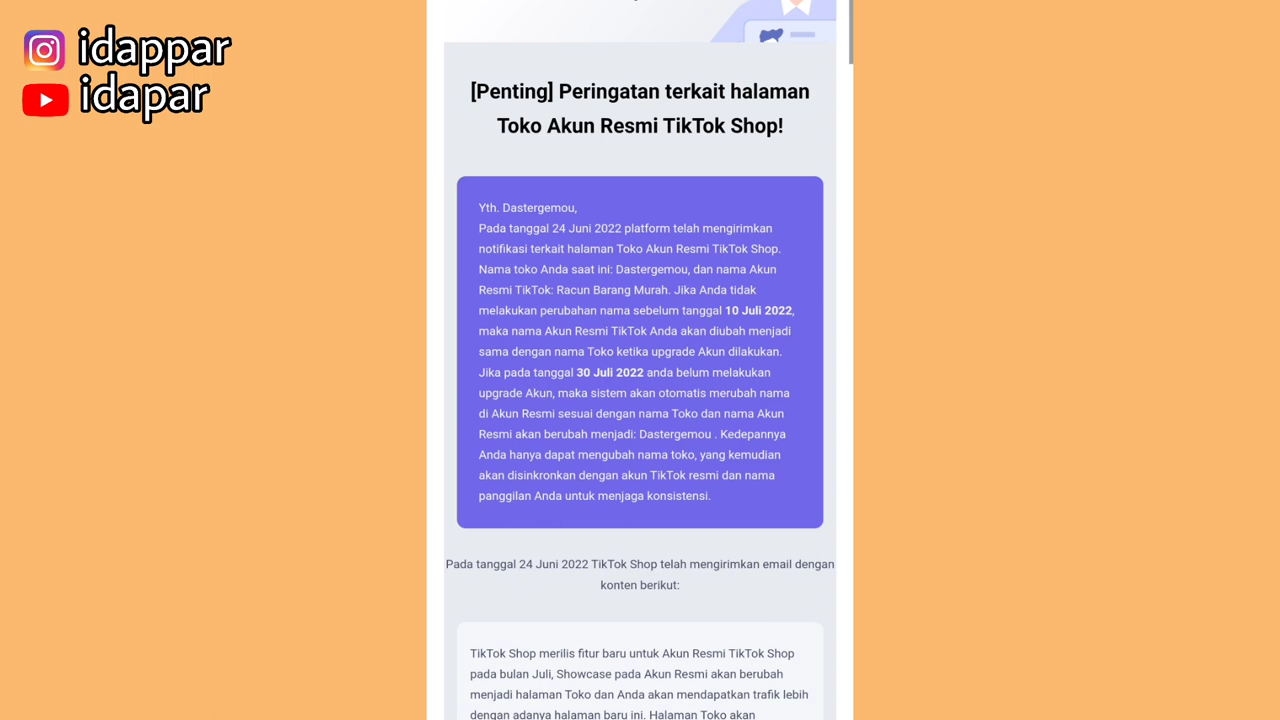 idappar
idapar
[Penting] Peringatan terkait halaman
Toko Akun Resmi TikTok Shop!
Yth. Dastergemou,
Pada tanggal 24 Juni 2022 platform telah mengirimkan
notifikasi terkait halaman Toko Akun Resmi TikTok Shop.
Nama toko Anda saat ini: Dastergemou, dan nama Akun
Resmi TikTok: Racun Barang Murah. Jika Anda tidak
melakukan perubahan nama sebelum tanggal 10 Juli 2022,
maka nama Akun Resmi TikTok Anda akan diubah menjadi
sama dengan nama Toko ketika upgrade Akun dilakukan.
Jika pada tanggal 30 Juli 2022 anda belum melakukan
upgrade Akun, maka sistem akan otomatis merubah nama
di Akun Resmi sesuai dengan nama Toko dan nama Akun
Resmi akan berubah menjadi: Dastergemou . Kedepannya
Anda hanya dapat mengubah nama toko, yang kemudian
akan disinkronkan dengan akun TikTok resmi dan nama
panggilan Anda untuk menjaga konsistensi.
Pada tanggal 24 Juni 2022 TikTok Shop telah mengirimkan email dengan
konten berikut:
TikTok Shop merilis fitur baru untuk Akun Resmi TikTok Shop
pada bulan Juli, Showcase pada Akun Resmi akan berubah
menjadi halaman Toko dan Anda akan mendapatkan trafik lebih
dengan adanya halaman baru ini. Halaman Toko akan